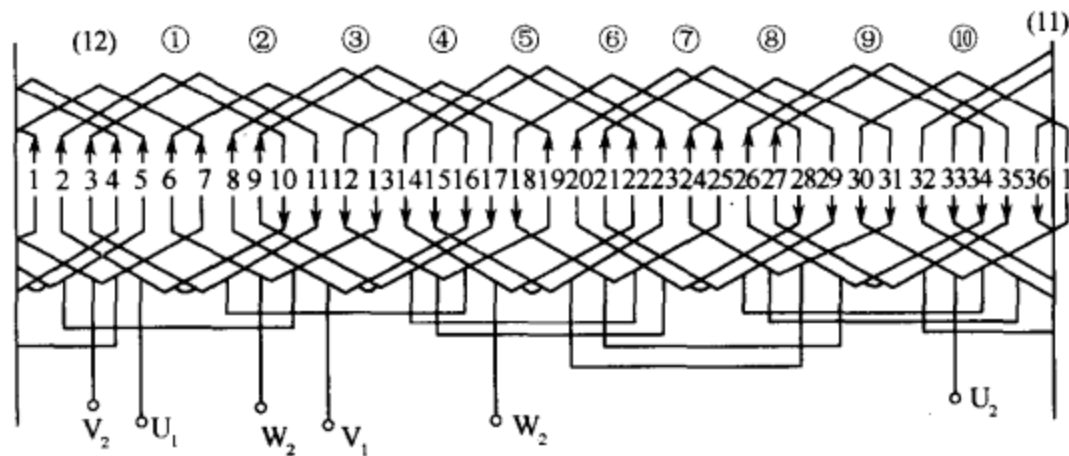 (12) ① ② ③ ④ ⑤ ⑥ ⑦ ⑧ ⑨ ⑩ (11)
1 2 3 4 5 6 7 8 9 10 11 12 13 14 15 16 17 18 19 20 21 22 22 23 24 25 26 27 28 29 30 31 32 33 34 35 36 1
V₂ U₁ W₂ V₁ W₂ U₂